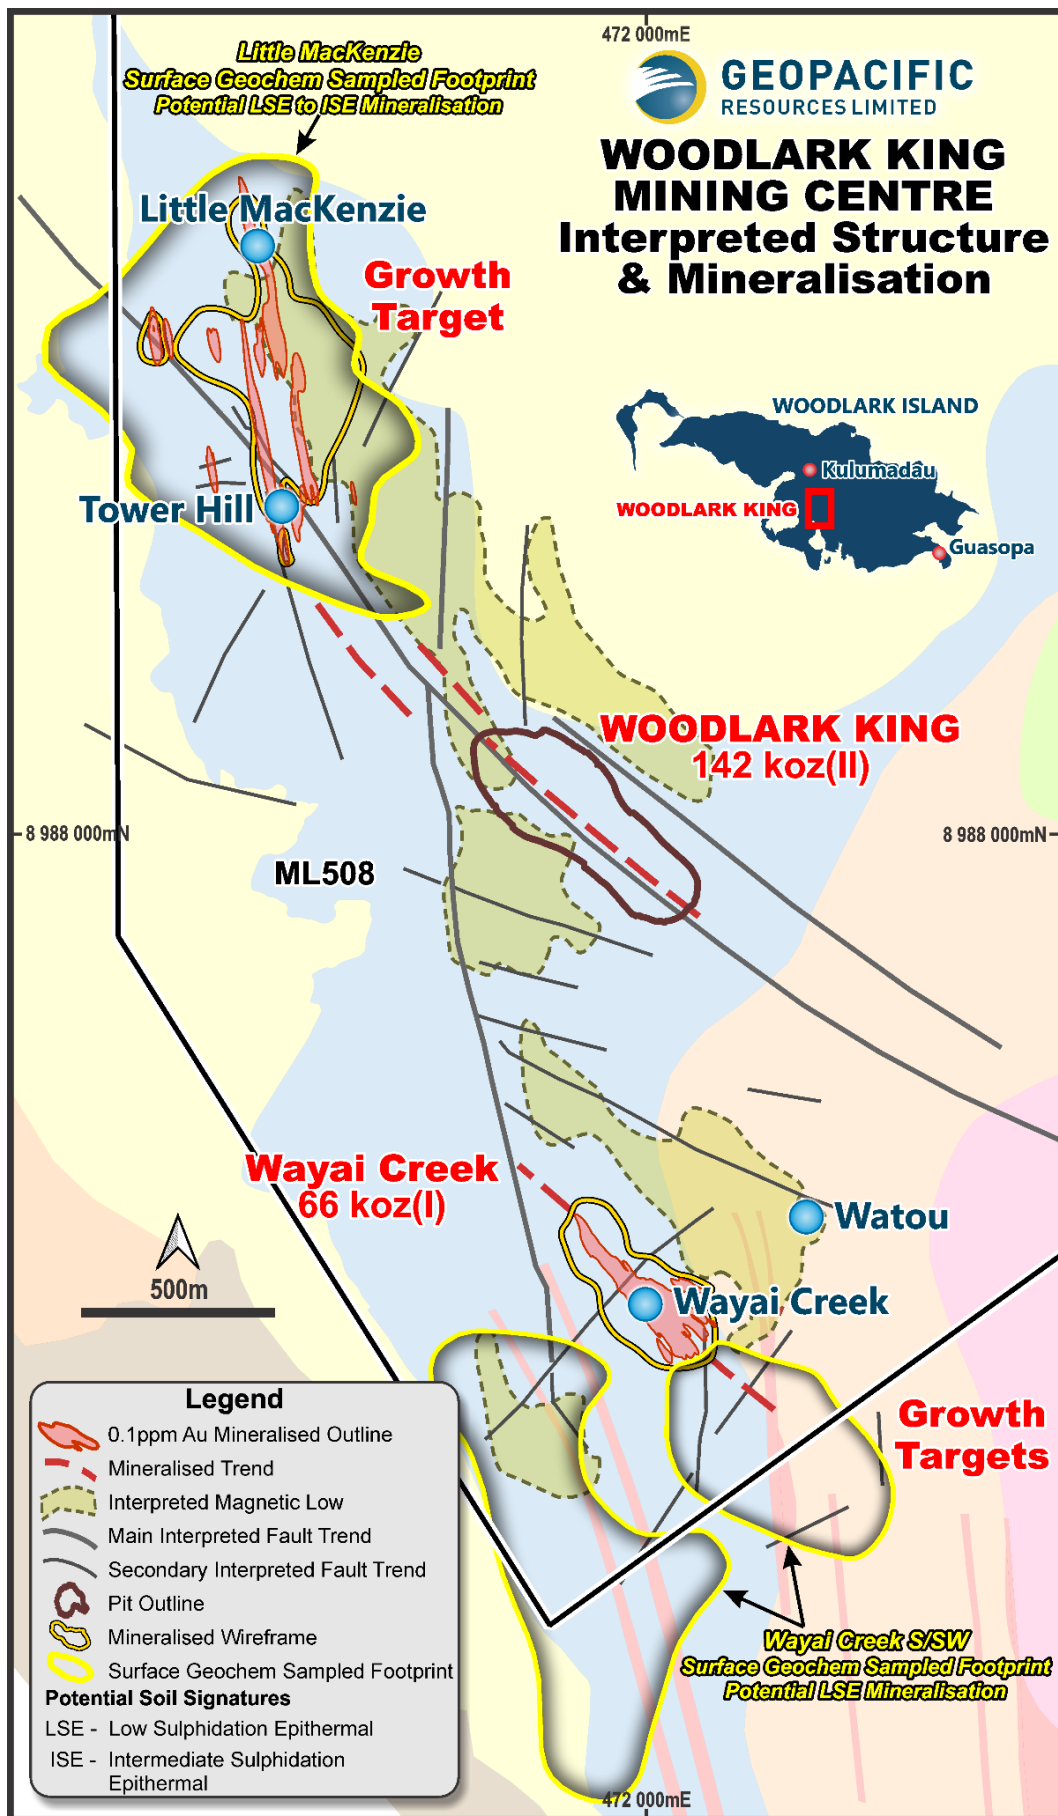 472 000mE
Little MacKenzie
Surface Geochem Sampled Footprint
Potential LSE to ISE Mineralisation
GEOPACIFIC
RESOURCES LIMITED
WOODLARK KING
MINING CENTRE
Interpreted Structure
& Mineralisation
Little MacKenzie
Growth
Target
WOODLARK ISLAND
Kulumadau
WOODLARK KING
Guasopa
Tower Hill
WOODLARK KING
142 koz(II)
8 988 000mN
8 988 000mN
ML508
Wayai Creek
66 koz(I)
Watou
500m
Wayai Creek
Growth
Targets
Legend
0.1ppm Au Mineralised Outline
Mineralised Trend
Interpreted Magnetic Low
Main Interpreted Fault Trend
Secondary Interpreted Fault Trend
Pit Outline
Mineralised Wireframe
Surface Geochem Sampled Footprint
Potential Soil Signatures
LSE - Low Sulphidation Epithermal
ISE - Intermediate Sulphidation
Epithermal
Wayai Creek S/SW
Surface Geochem Sampled Footprint
Potential LSE Mineralisation
472 000mE